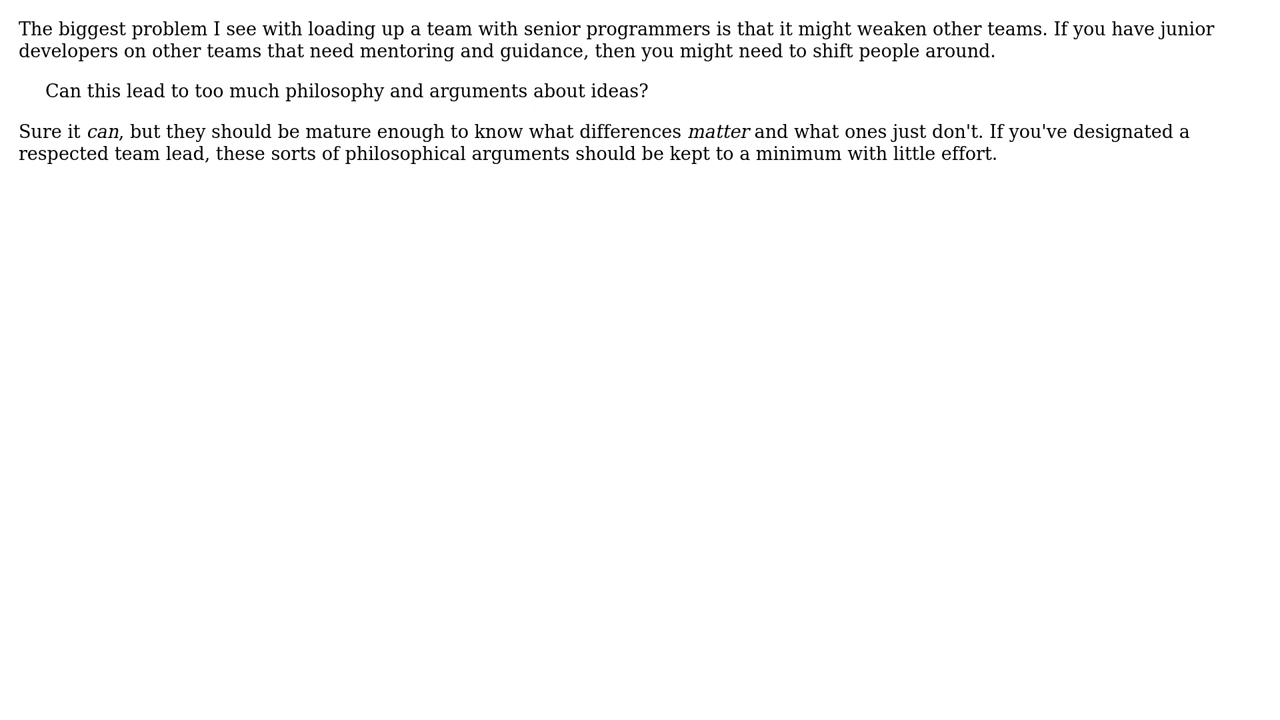 The biggest problem I see with loading up a team with senior programmers is that it might weaken other teams. If you have junior
developers on other teams that need mentoring and guidance, then you might need to shift people around.
Can this lead to too much philosophy and arguments about ideas?
Sure it can, but they should be mature enough to know what differences matter and what ones just don't. If you've designated a
respected team lead, these sorts of philosophical arguments should be kept to a minimum with little effort.